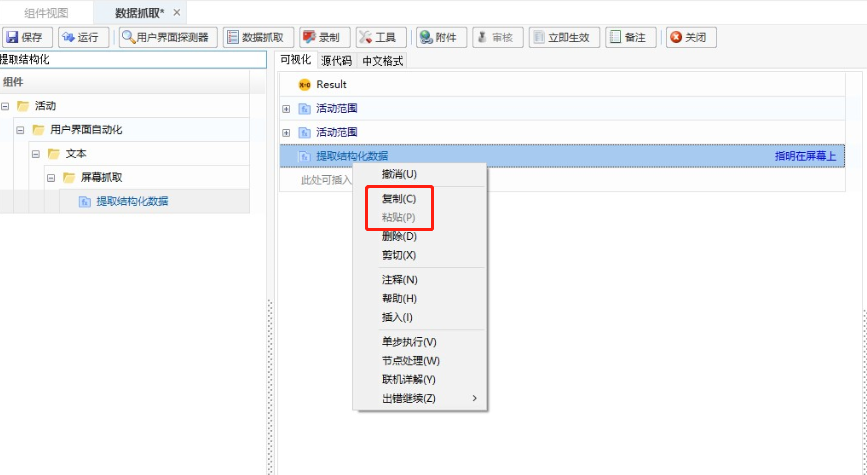 组件视图 数据抓取*
保存 运行 用户界面探测器 数据抓取 录制 工具 附件 审核 立即生效 备注 关闭
提取结构化
组件
活动
用户界面自动化
文本
屏幕抓取
提取结构化数据
可视化 源代码 中文格式
Result
活动范围
活动范围
提取结构化数据 指明在屏幕上
此处可插入
撤消(U)
复制(C)
粘贴(P)
删除(D)
剪切(X)
注释(N)
帮助(H)
插入(I)
单步执行(V)
节点处理(W)
联机详解(Y)
出错继续(Z)